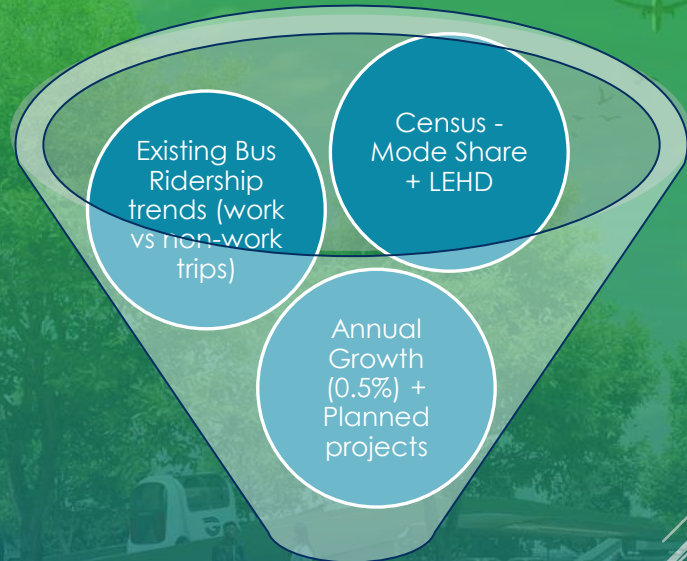 Existing Bus
Ridership
trends (work
vs non-work
trips)
Census -
Mode Share
+ LEHD
Annual
Growth
(0.5%) +
Planned
projects